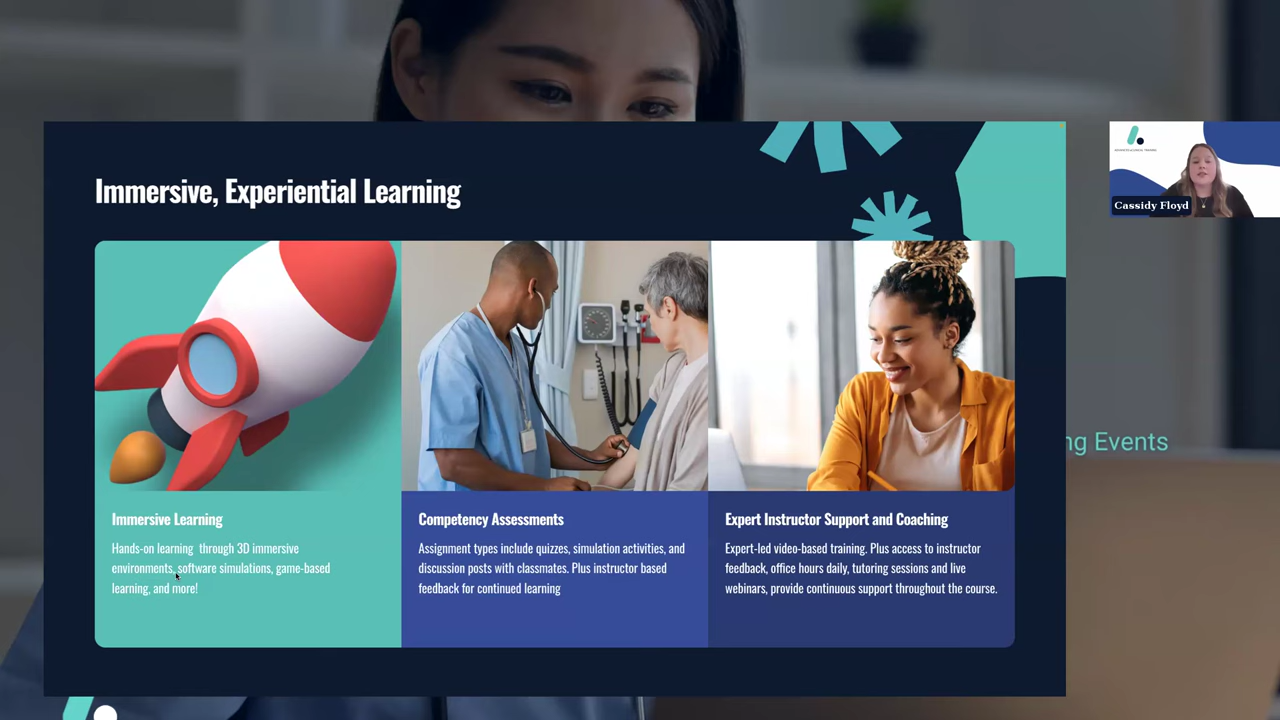 Immersive, Experiential Learning
Cassidy Floyd
ng Events
Immersive Learning
Hands-on learning through 3D immersive
environments, software simulations, game-based
learning, and more!
Competency Assessments
Assignment types include quizzes, simulation activities, and
discussion posts with classmates. Plus instructor based
feedback for continued learning
Expert Instructor Support and Coaching
Expert-led video-based training. Plus access to instructor
feedback, office hours daily, tutoring sessions and live
webinars, provide continuous support throughout the course.